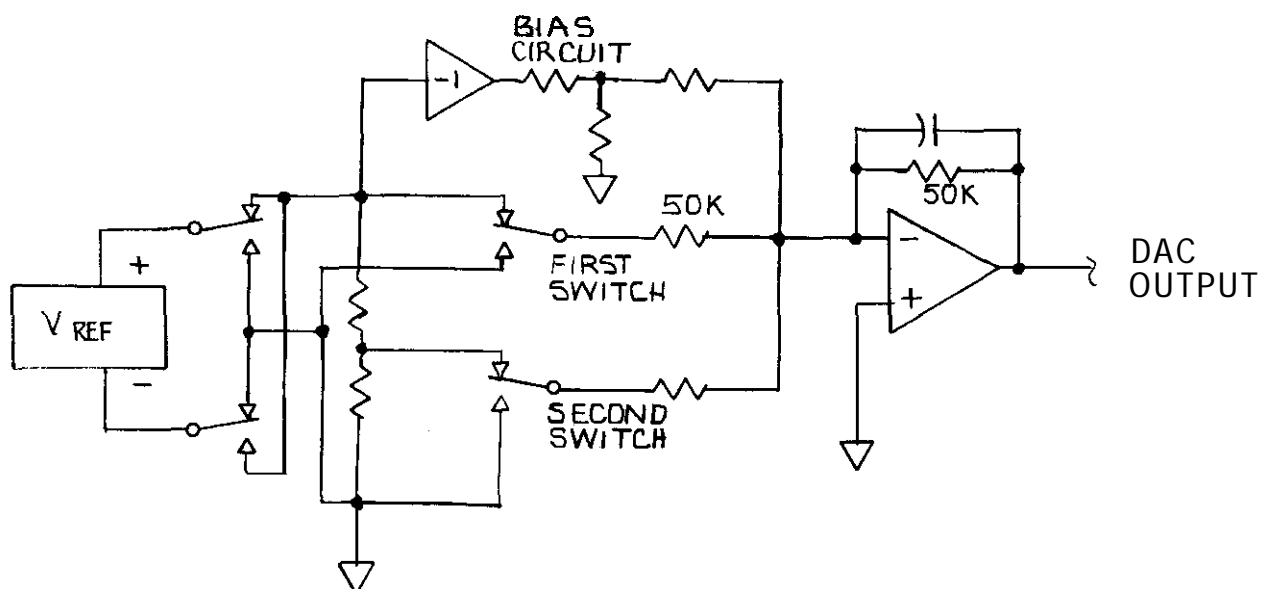 BIAS
CIRCUIT
-1
50K
50K
+
V REF
-
FIRST
SWITCH
-
+
DAC
OUTPUT
SECOND
SWITCH